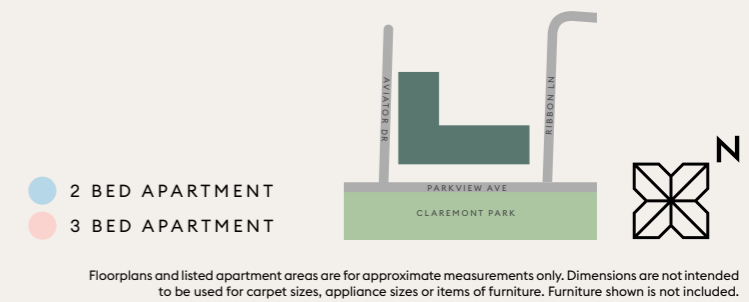 AVIATOR DR
RIBBON LN
N
PARKVIEW AVE
2 BED APARTMENT
CLAREMONT PARK
3 BED APARTMENT
Floorplans and listed apartment areas are for approximate measurements only. Dimensions are not intended
to be used for carpet sizes, appliance sizes or items of furniture. Furniture shown is not included.